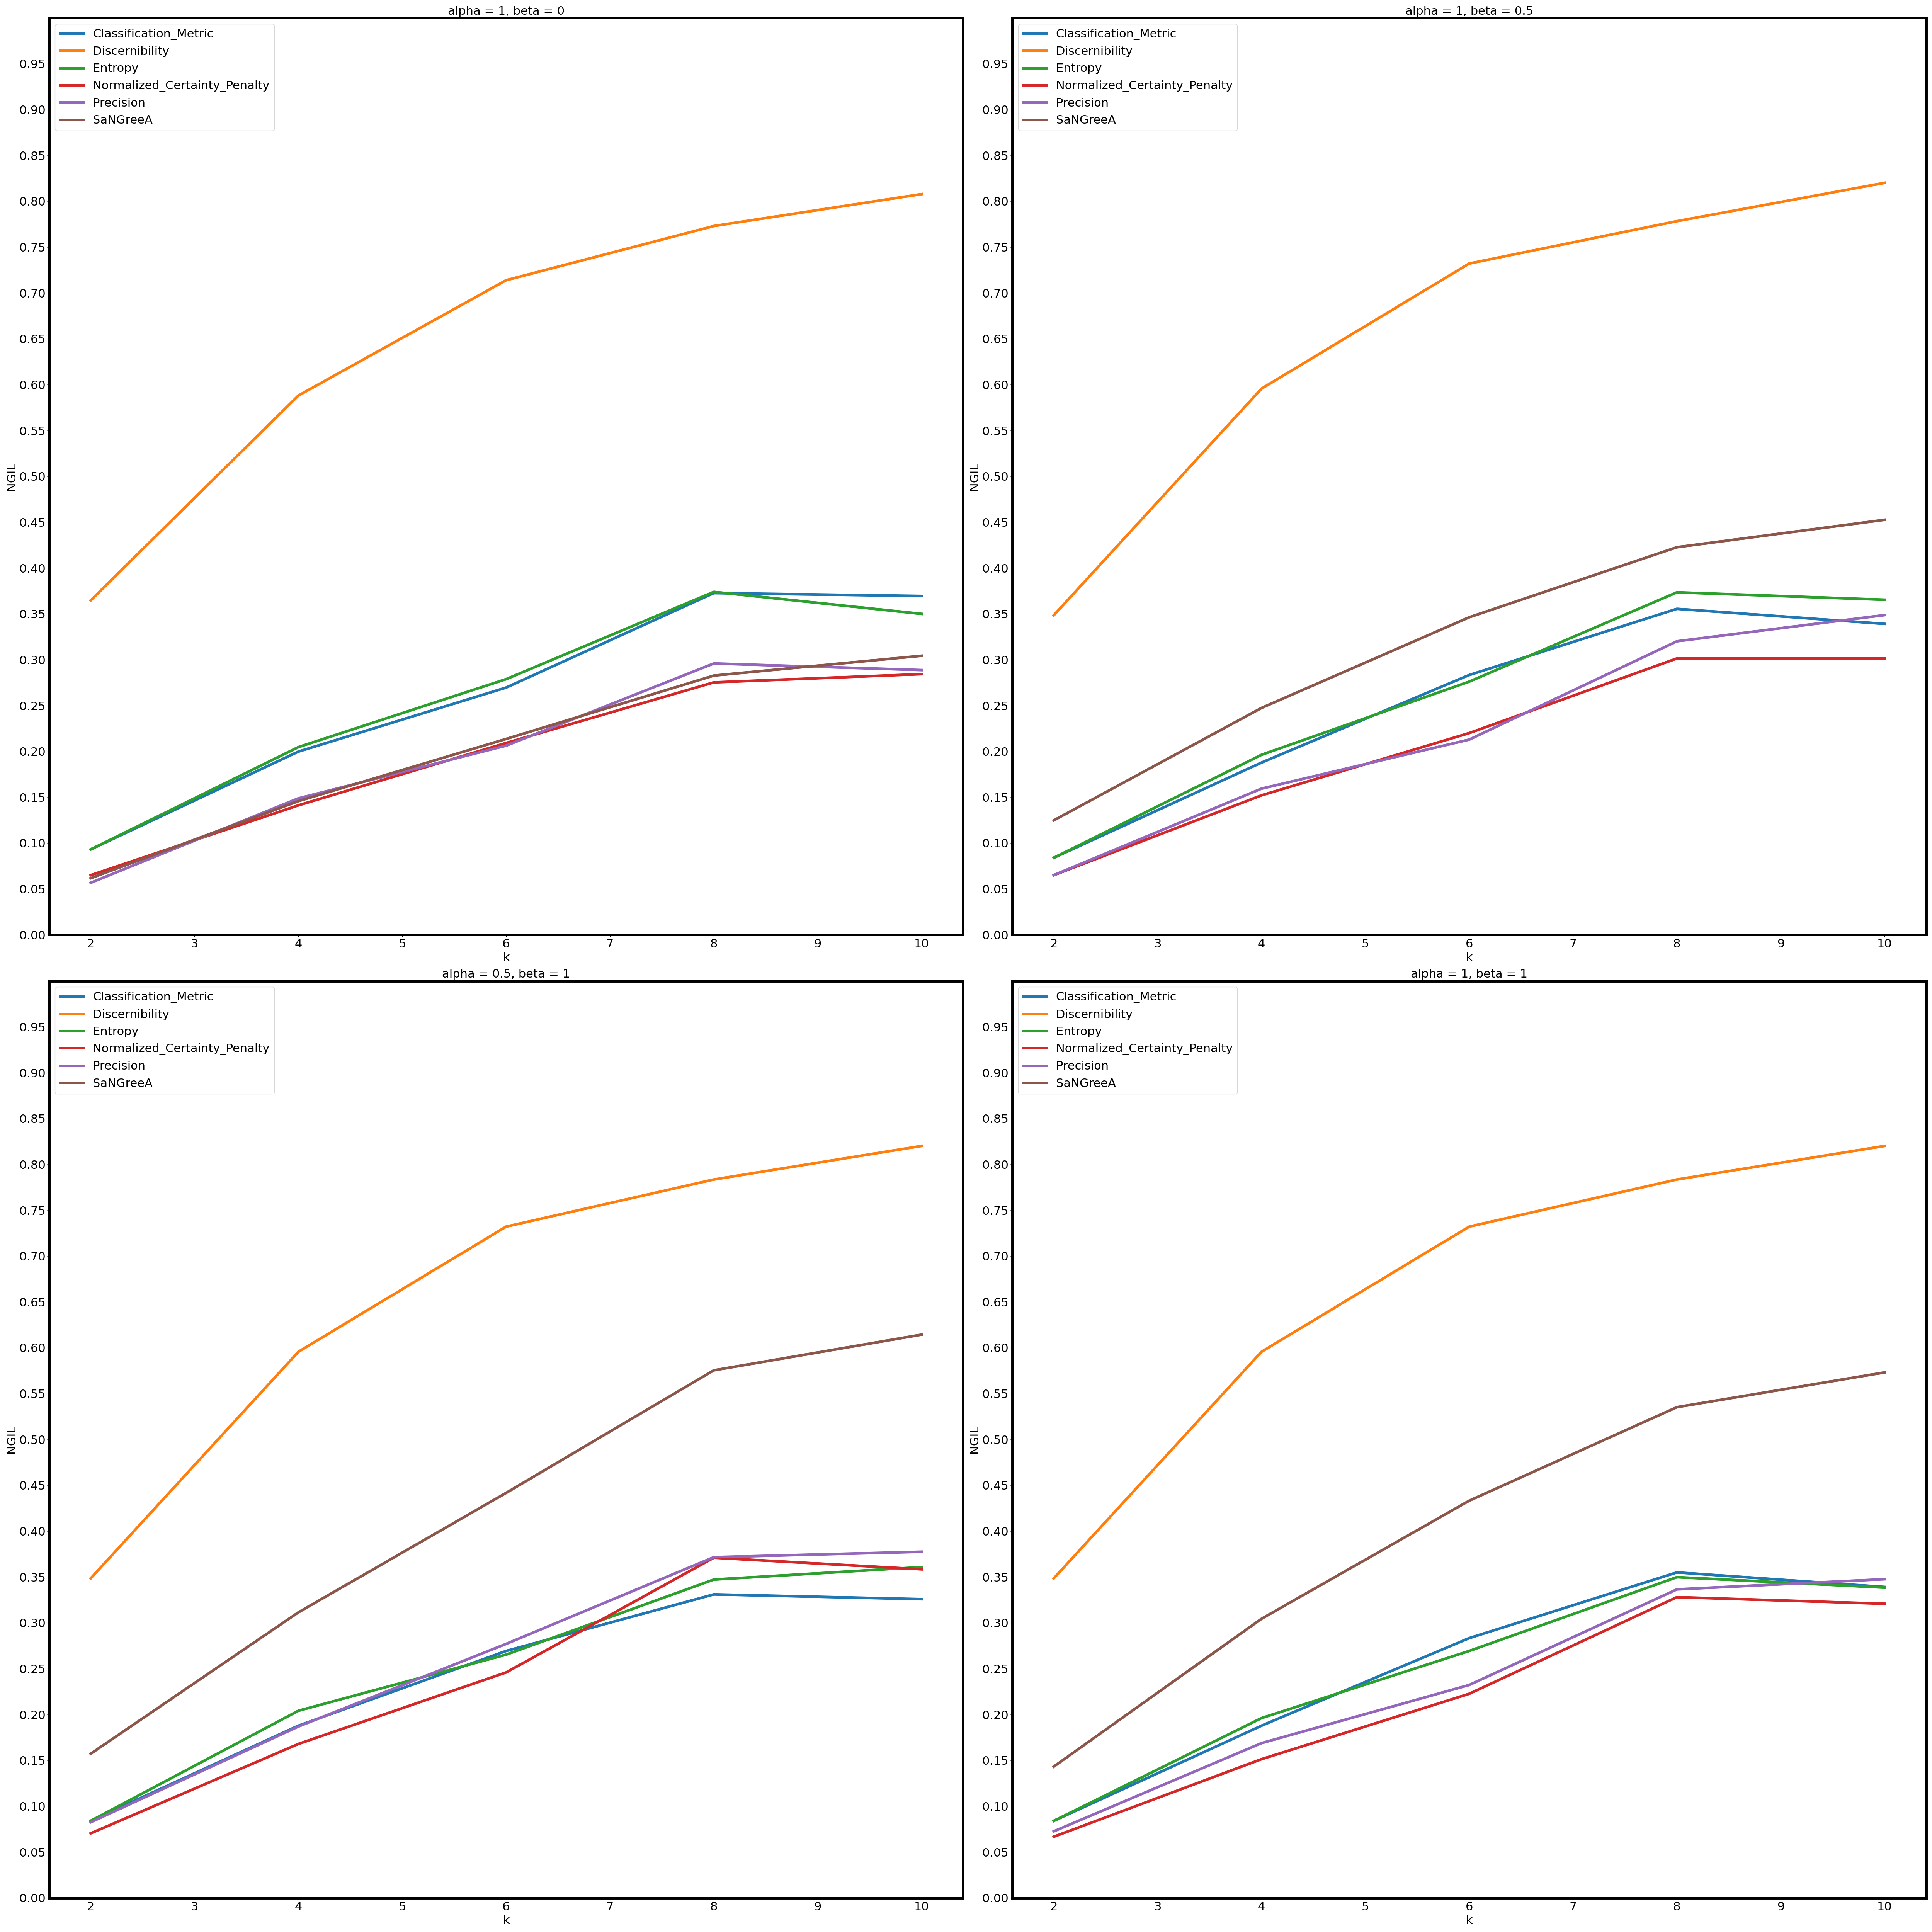 alpha = 1, beta = 0
Classification_Metric
Discernibility
Entropy
Normalized_Certainty_Penalty
Precision
SaNGreeA
0.95
0.90
0.85
0.80
0.75
0.70
0.65
0.60
0.55
0.50
0.45
0.40
0.35
0.30
0.25
0.20
0.15
0.10
0.05
0.00
NGIL
2 3 4 5 6 7 8 9 10
k
alpha = 1, beta = 0.5
Classification_Metric
Discernibility
Entropy
Normalized_Certainty_Penalty
Precision
SaNGreeA
0.95
0.90
0.85
0.80
0.75
0.70
0.65
0.60
0.55
0.50
0.45
0.40
0.35
0.30
0.25
0.20
0.15
0.10
0.05
0.00
NGIL
2 3 4 5 6 7 8 9 10
k
alpha = 0.5, beta = 1
Classification_Metric
Discernibility
Entropy
Normalized_Certainty_Penalty
Precision
SaNGreeA
0.95
0.90
0.85
0.80
0.75
0.70
0.65
0.60
0.55
0.50
0.45
0.40
0.35
0.30
0.25
0.20
0.15
0.10
0.05
0.00
NGIL
2 3 4 5 6 7 8 9 10
k
alpha = 1, beta = 1
Classification_Metric
Discernibility
Entropy
Normalized_Certainty_Penalty
Precision
SaNGreeA
0.95
0.90
0.85
0.80
0.75
0.70
0.65
0.60
0.55
0.50
0.45
0.40
0.35
0.30
0.25
0.20
0.15
0.10
0.05
0.00
NGIL
2 3 4 5 6 7 8 9 10
k